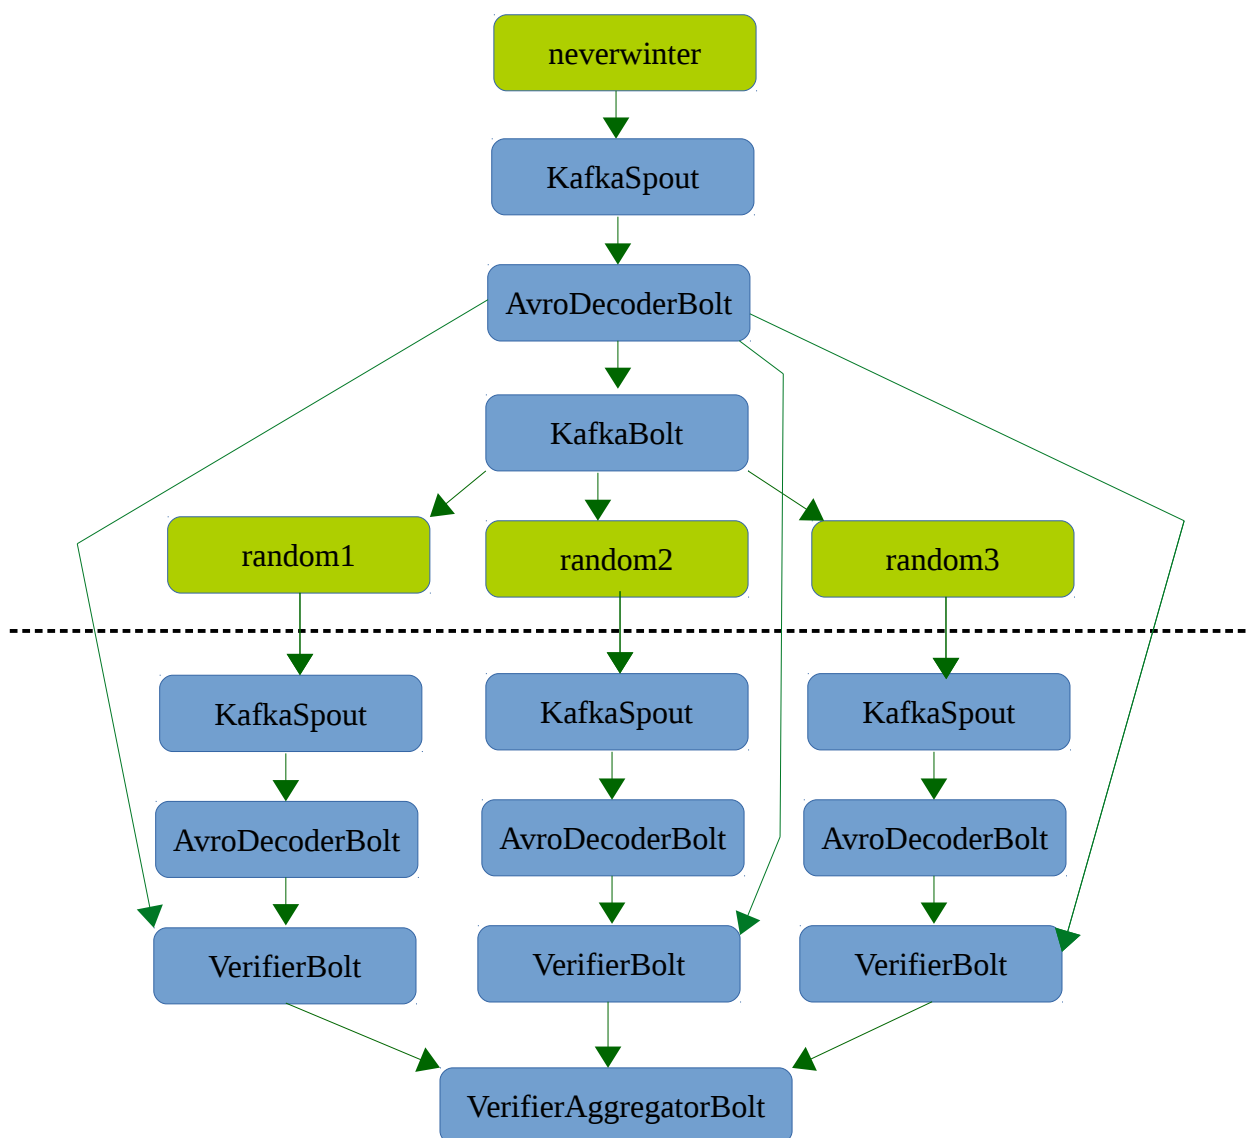 neverwinter
KafkaSpout
AvroDecoderBolt
KafkaBolt
random1
random2
random3
KafkaSpout
KafkaSpout
KafkaSpout
AvroDecoderBolt
AvroDecoderBolt
AvroDecoderBolt
VerifierBolt
VerifierBolt
VerifierBolt
VerifierAggregatorBolt